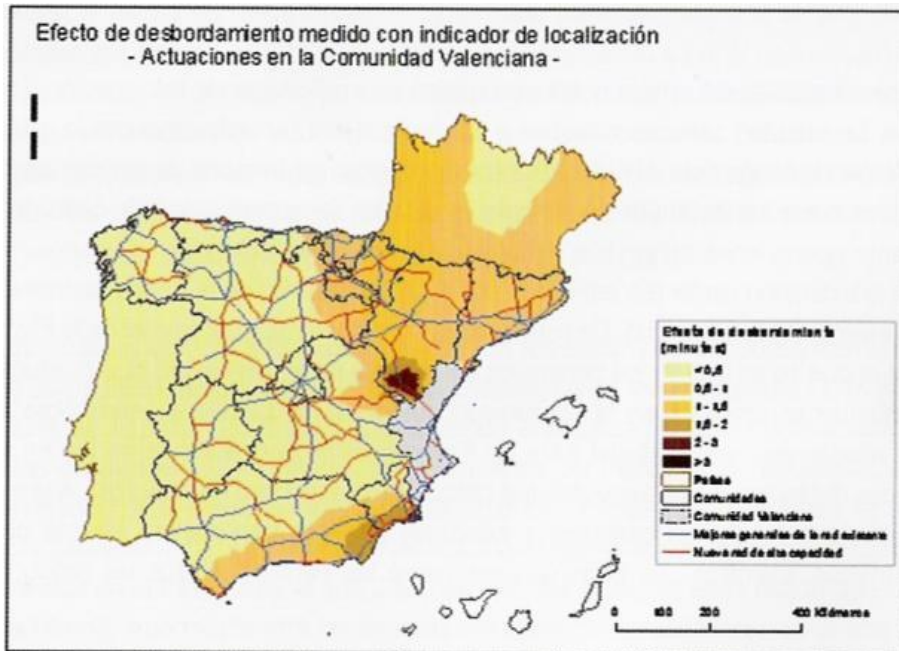 Efecto de desbordamiento medido con indicador de localización
- Actuaciones en la Comunidad Valenciana -
Efecto de desbordamiento
(minutos)
<0,5
0,5 - 1
1 - 1,5
1,5 - 2
2 - 3
>3
Países
Comunidades
Comunidad Valenciana
Mejores generales de la red existente
Nueva red de alta capacidad
0 100 200 400 Kilómetros